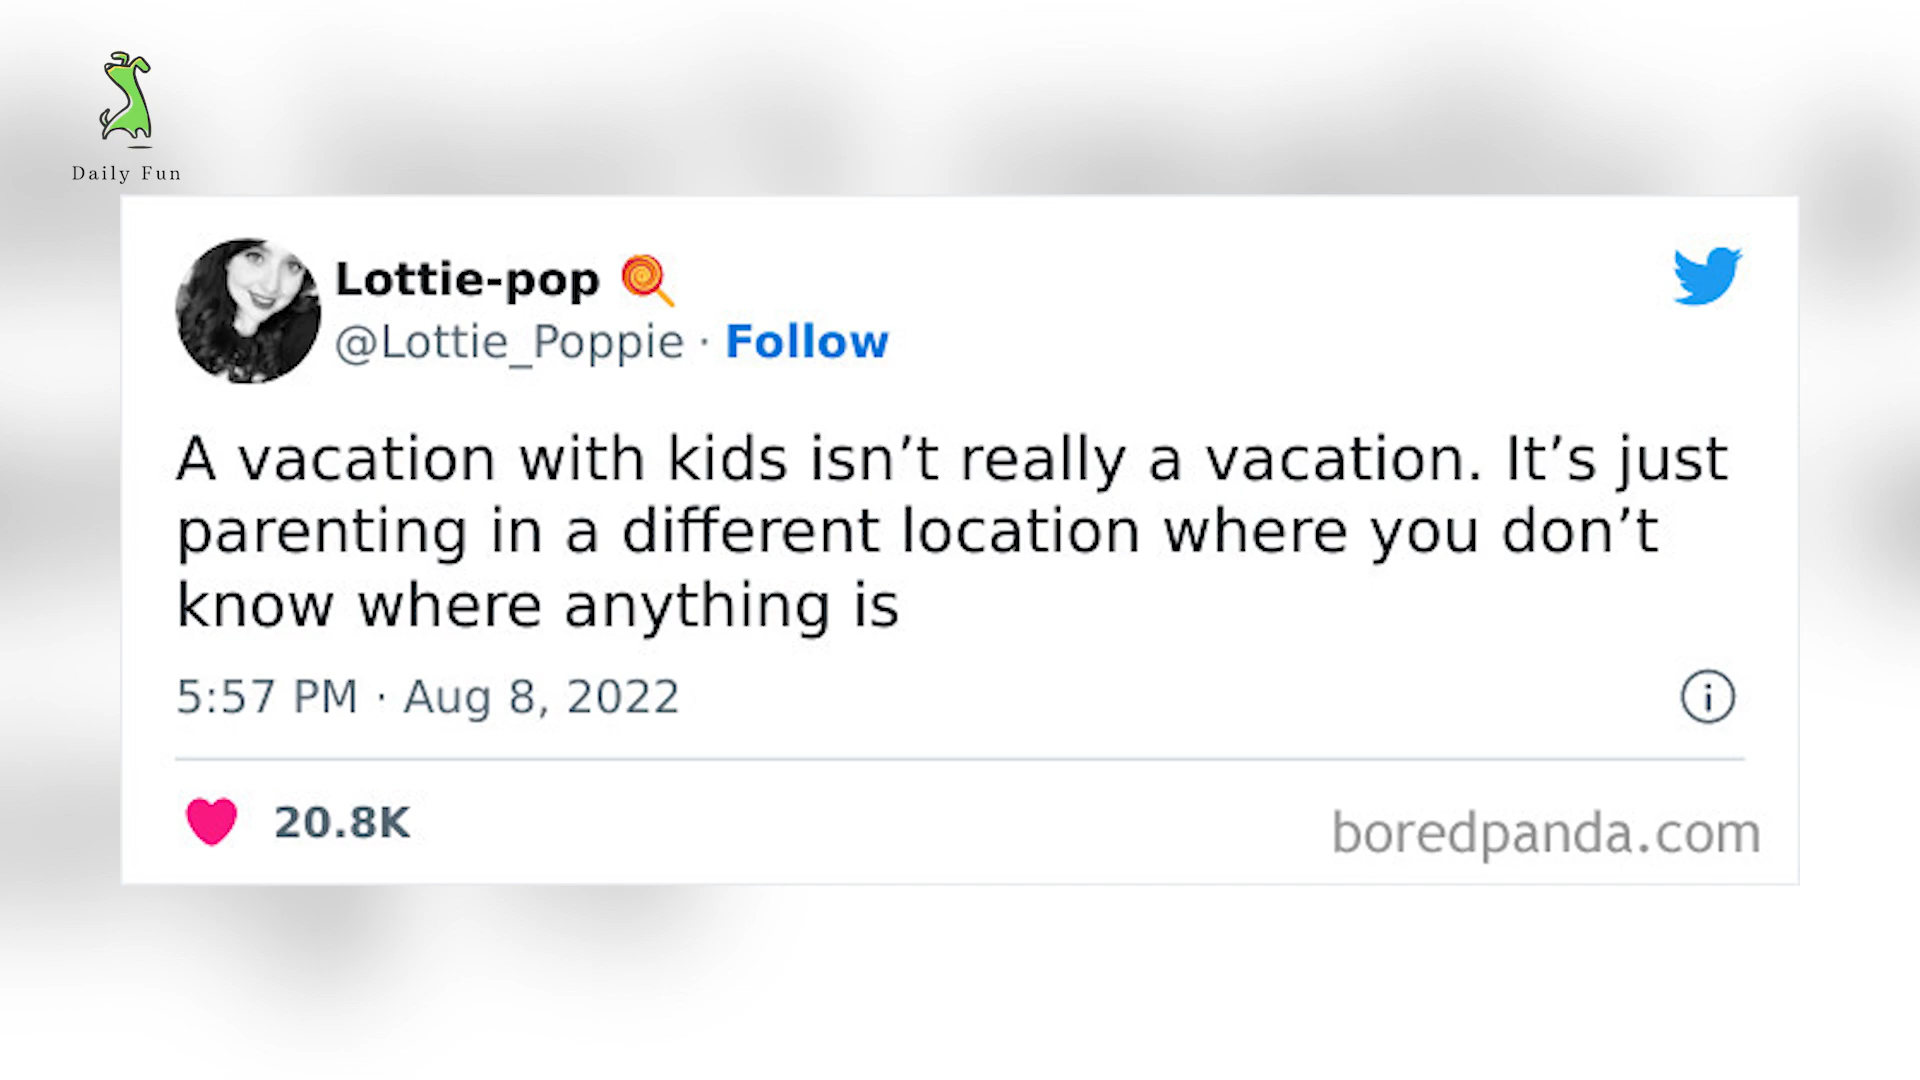 Daily Fun
Lottie-pop 🍭
@Lottie_Poppie · Follow
A vacation with kids isn’t really a vacation. It’s just
parenting in a different location where you don’t
know where anything is
5:57 PM · Aug 8, 2022
20.8K
boredpanda.com